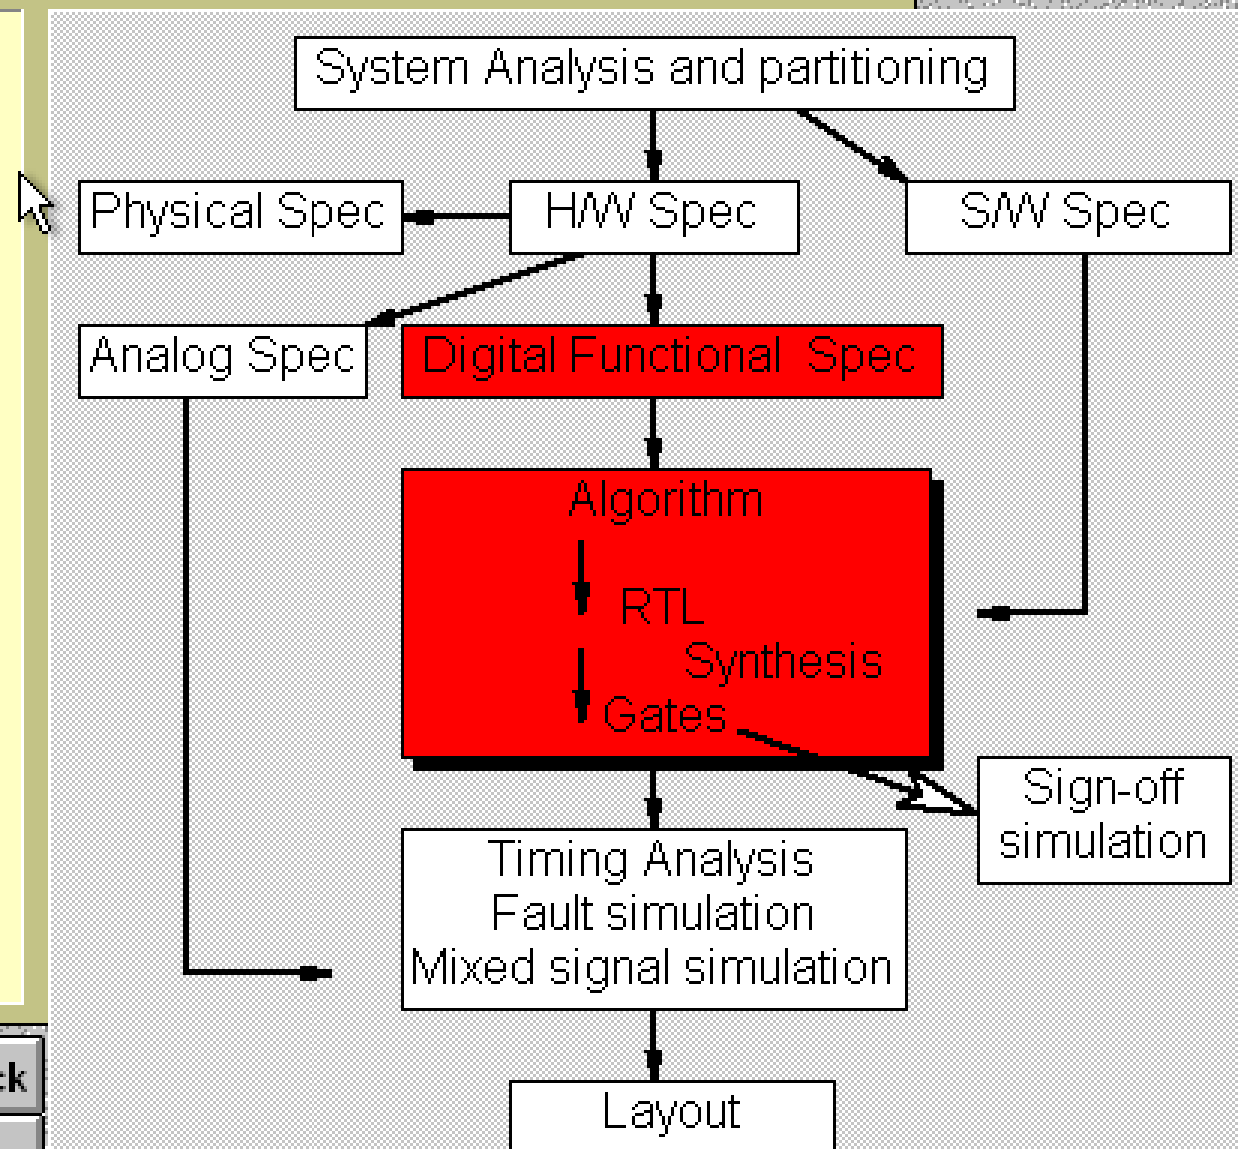 System Analysis and partitioning
Physical Spec
H/W Spec
S/W Spec
Analog Spec
Digital Functional Spec
Algorithm
RTL
Synthesis
Gates
Sign-off
simulation
Timing Analysis
Fault simulation
Mixed signal simulation
ck
Layout